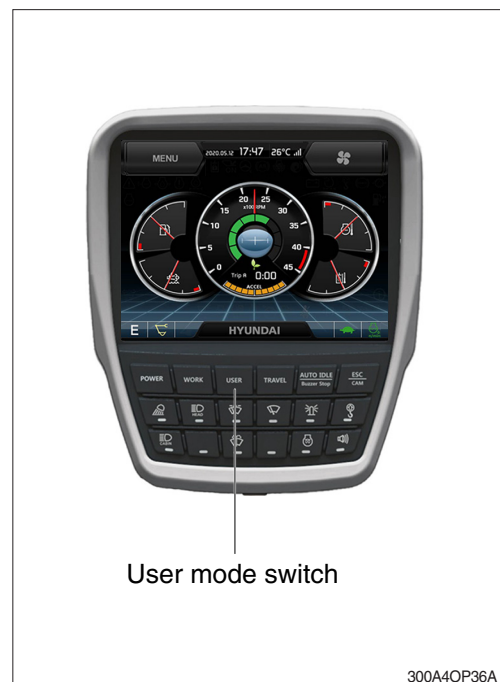 MENU
2020.05.12 17:47 26°C
15 20 25 30
x100 RPM
10 35
5 40
0 45
Trip R 0:00
ACCEL
E
HYUNDAI
POWER WORK USER TRAVEL AUTO IDLE ESC
Buzzer Stop CAM
HEAD
CABIN
User mode switch
300A4OP36A